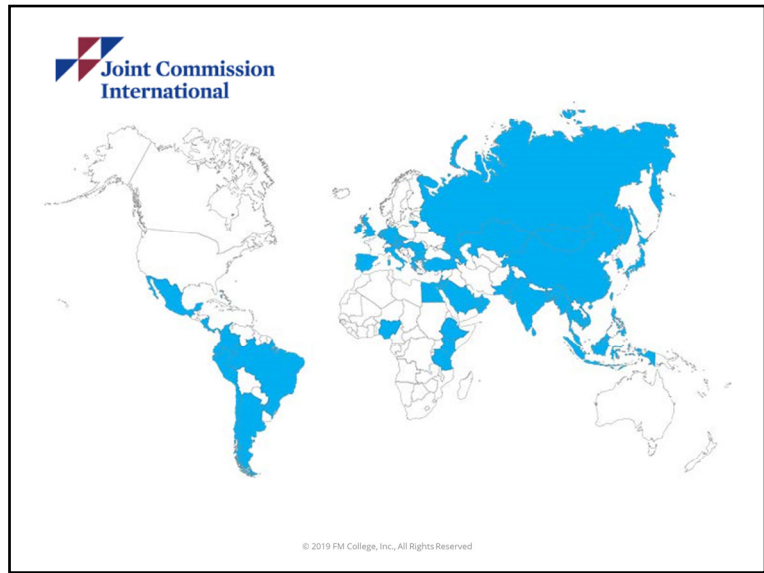 Joint Commission
International
© 2019 FM College, Inc., All Rights Reserved